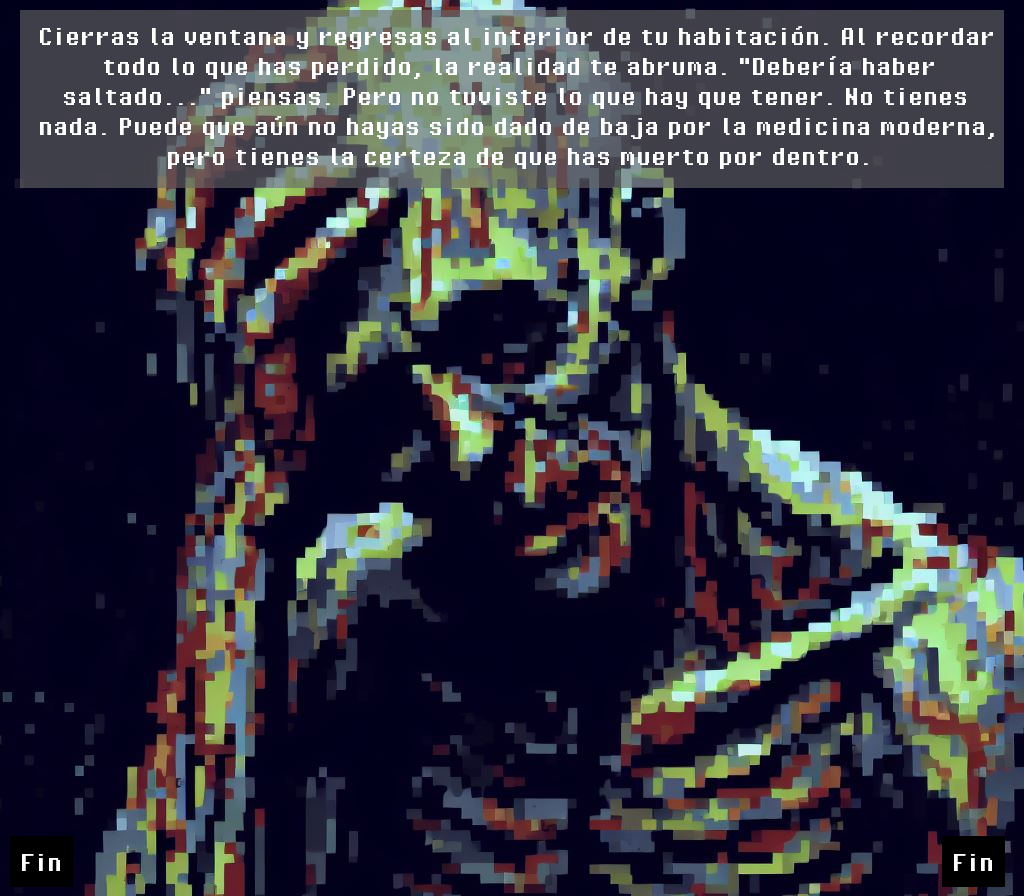 Cierras la ventana y regresas al interior de tu habitación. Al recordar
todo lo que has perdido, la realidad te abruma. "Debería haber
saltado..." piensas. Pero no tuviste lo que hay que tener. No tienes
nada. Puede que aún no hayas sido dado de baja por la medicina moderna,
pero tienes la certeza de que has muerto por dentro.
Fin
Fin